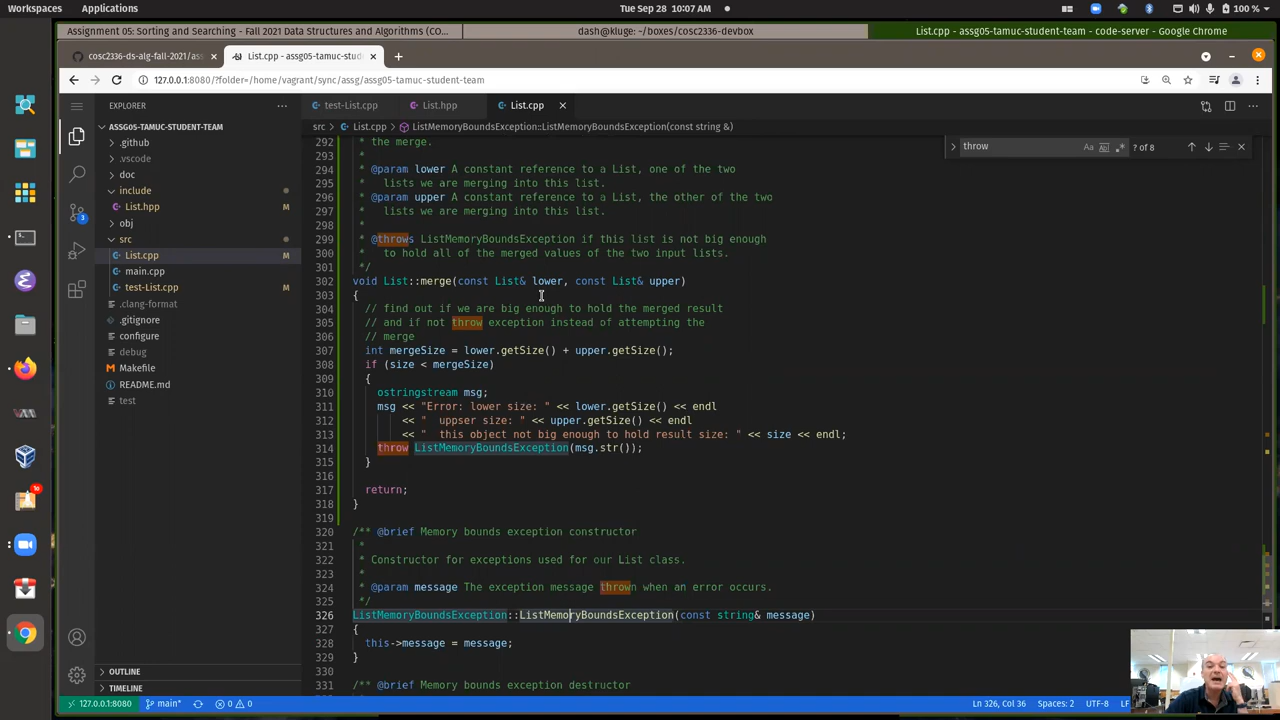 Workspaces Applications Tue Sep 28 10:07 AM 100 %
Assignment 05: Sorting and Searching - Fall 2021 Data Structures and Algorithms (CO... dash@kluge: ~/boxes/cosc2336-devbox List.cpp - assg05-tamuc-student-team - code-server - Google Chrome
cosc2336-ds-alg-fall-2021/ass List.cpp - assg05-tamuc-stud
127.0.0.1:8080/?folder=/home/vagrant/sync/assg/assg05-tamuc-student-team
EXPLORER ... test-List.cpp List.hpp List.cpp
src > List.cpp > ListMemoryBoundsException::ListMemoryBoundsException(const string &)
throw Aa ab ? of 8
ASSG05-TAMUC-STUDENT-TEAM
.github
.vscode
doc
include
List.hpp M
obj
src
List.cpp M
main.cpp
test-List.cpp M
.clang-format
.gitignore
configure
debug
Makefile
README.md
test
OUTLINE
TIMELINE
3
10
292 * the merge.
293 *
294 * @param lower A constant reference to a List, one of the two
295 * lists we are merging into this list.
296 * @param upper A constant reference to a List, the other of the two
297 * lists we are merging into this list.
298 *
299 * @throws ListMemoryBoundsException if this list is not big enough
300 * to hold all of the merged values of the two input lists.
301 */
302 void List::merge(const List& lower, const List& upper)
303 {
304 // find out if we are big enough to hold the merged result
305 // and if not throw exception instead of attempting the
306 // merge
307 int mergeSize = lower.getSize() + upper.getSize();
308 if (size < mergeSize)
309 {
310 ostringstream msg;
311 msg << "Error: lower size: " << lower.getSize() << endl
312 << " uppser size: " << upper.getSize() << endl
313 << " this object not big enough to hold result size: " << size << endl;
314 throw ListMemoryBoundsException(msg.str());
315 }
316
317 return;
318 }
319
320 /** @brief Memory bounds exception constructor
321 *
322 * Constructor for exceptions used for our List class.
323 *
324 * @param message The exception message thrown when an error occurs.
325 */
326 ListMemoryBoundsException::ListMemoryBoundsException(const string& message)
327 {
328 this->message = message;
329 }
330
331 /** @brief Memory bounds exception destructor
127.0.0.1:8080 main* 0 0 Ln 326, Col 36 Spaces: 2 UTF-8 LF